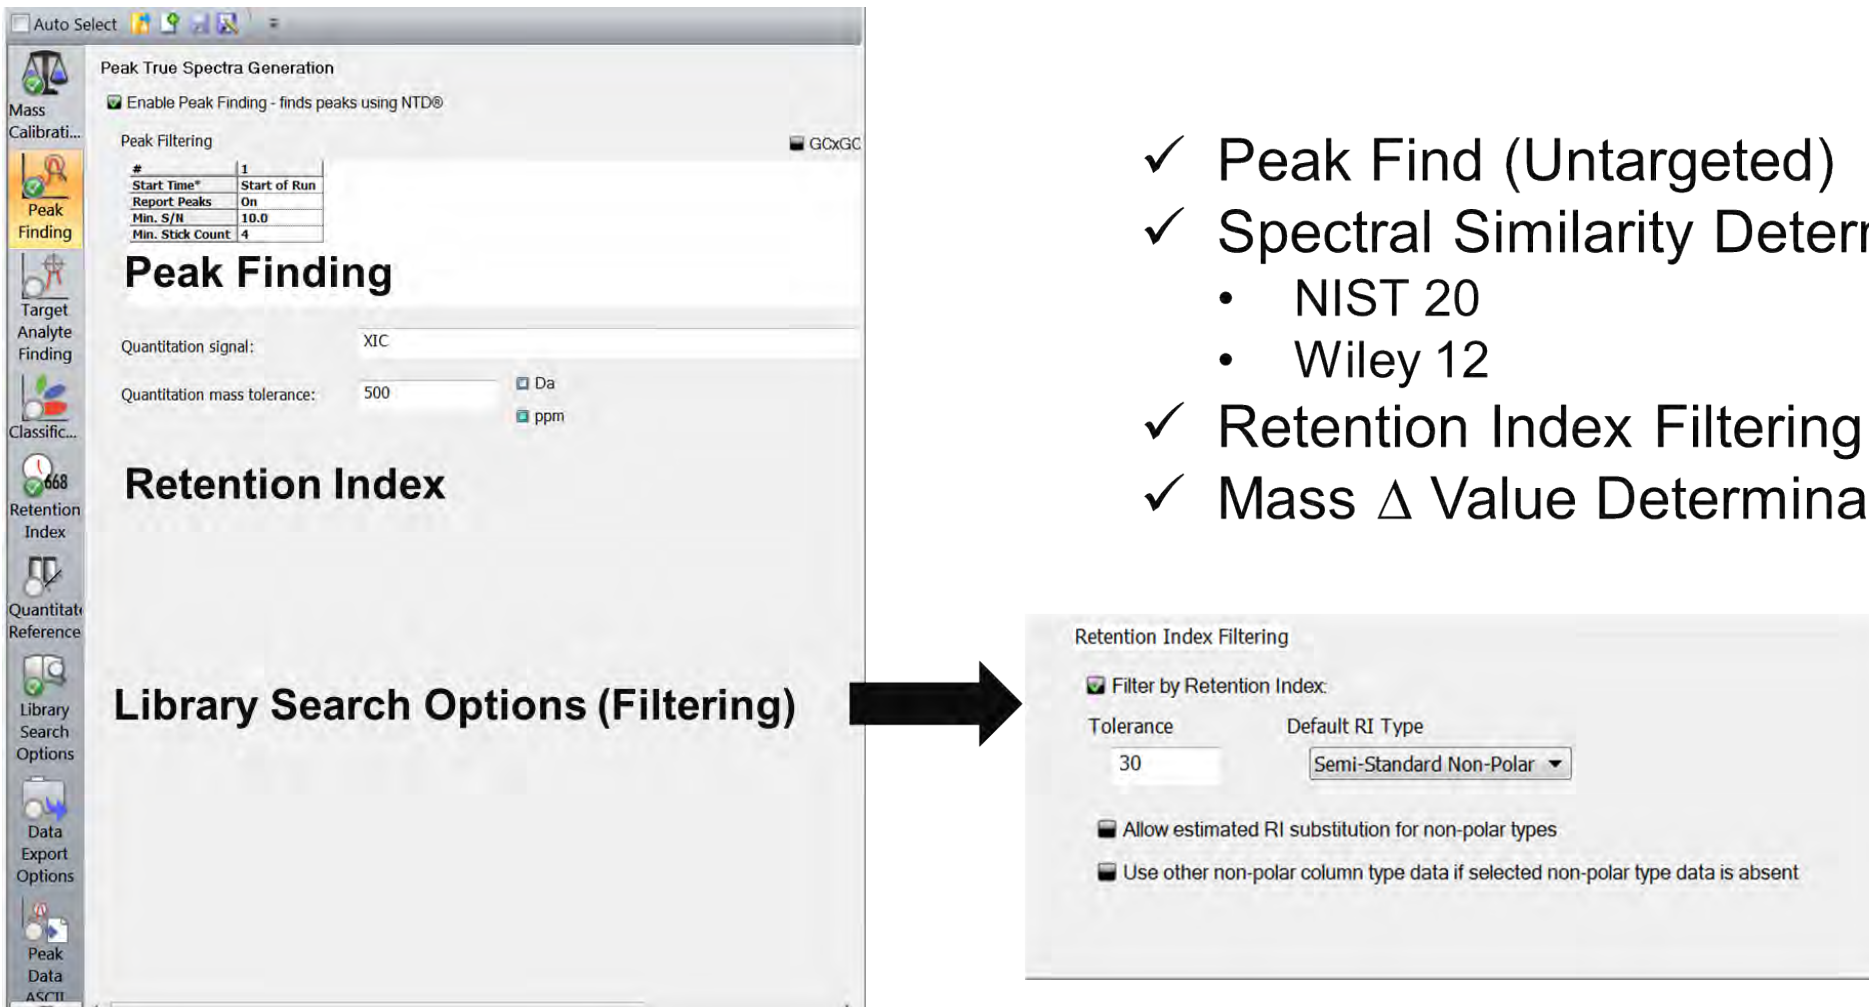 Auto Select
Mass
Calibrati...
Peak
Finding
Target
Analyte
Finding
Classific...
668
Retention
Index
Quantitat
Reference
Library
Search
Options
Data
Export
Options
Peak
Data
ASCII
Peak True Spectra Generation
Enable Peak Finding - finds peaks using NTD®
Peak Filtering
GCxGC
# 1
Start Time* Start of Run
Report Peaks On
Min. S/N 10.0
Min. Stick Count 4
Peak Finding
Quantitation signal: XIC
Quantitation mass tolerance: 500
Da
ppm
Retention Index
Library Search Options (Filtering)
✓ Peak Find (Untargeted)
✓ Spectral Similarity Deter
• NIST 20
• Wiley 12
✓ Retention Index Filtering
✓ Mass Δ Value Determina
Retention Index Filtering
Filter by Retention Index:
Tolerance Default RI Type
30 Semi-Standard Non-Polar
Allow estimated RI substitution for non-polar types
Use other non-polar column type data if selected non-polar type data is absent